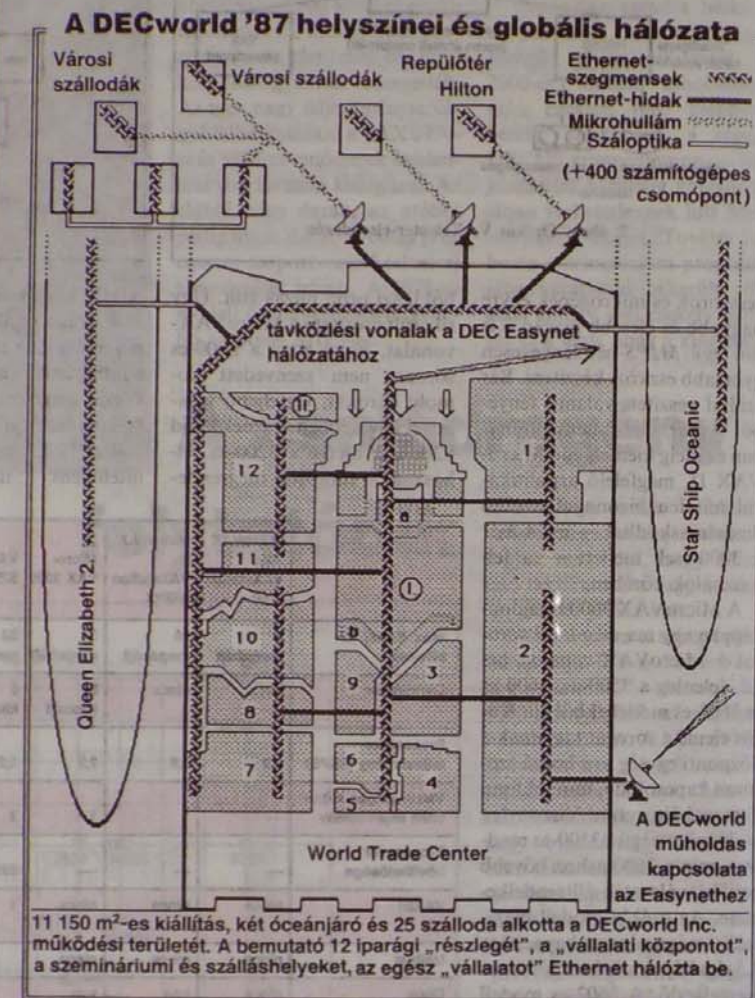 A DECworld '87 helyszínei és globális hálózata
Városi
szállodák
Városi szállodák
Repülőtér
Hilton
Ethernet-
szegmensek
Ethernet-hidak
Mikrohullám
Száloptika
(+400 számítógépes
csomópont)
távközlési vonalak a DEC Easynet
hálózatához
Queen Elizabeth 2.
Star Ship Oceanic
II
12
1
a
11
I
10
b
2
9
3
8
7
6
5
4
World Trade Center
A DECworld
műholdas
kapcsolata
az Easynethez
11 150 m²-es kiállítás, két óceánjáró és 25 szálloda alkotta a DECworld Inc.
működési területét. A bemutató 12 iparági „részlegét”, a „vállalati központot”,
a szemináriumi és szálláshelyeket, az egész „vállalatot” Ethernet hálózta be.